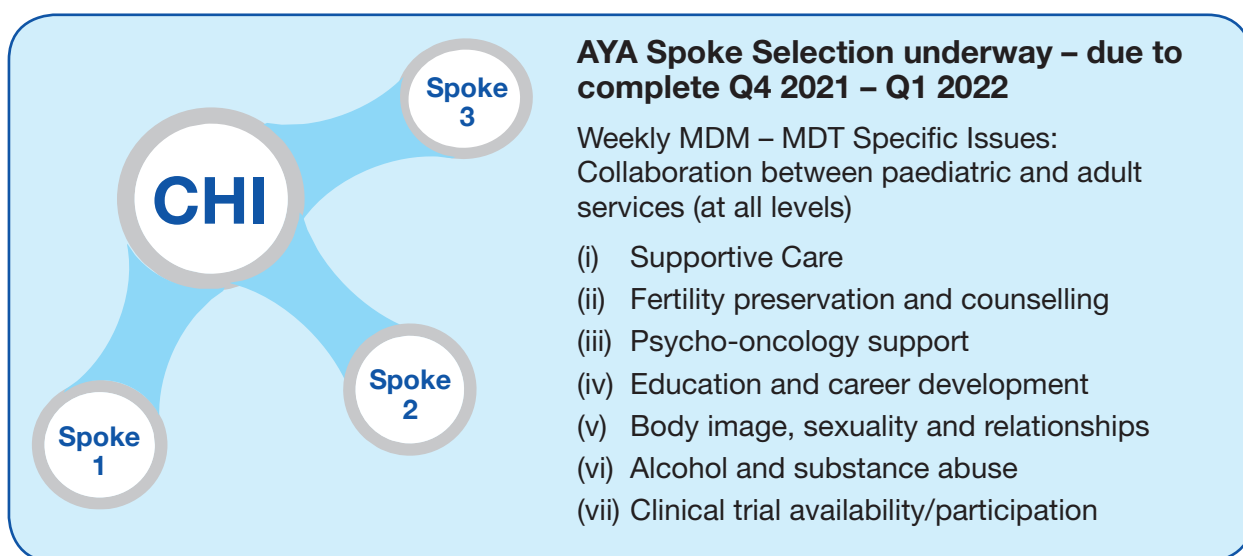 CHI
Spoke
3
Spoke
2
Spoke
1
AYA Spoke Selection underway – due to
complete Q4 2021 – Q1 2022
Weekly MDM – MDT Specific Issues:
Collaboration between paediatric and adult
services (at all levels)
(i) Supportive Care
(ii) Fertility preservation and counselling
(iii) Psycho-oncology support
(iv) Education and career development
(v) Body image, sexuality and relationships
(vi) Alcohol and substance abuse
(vii) Clinical trial availability/participation